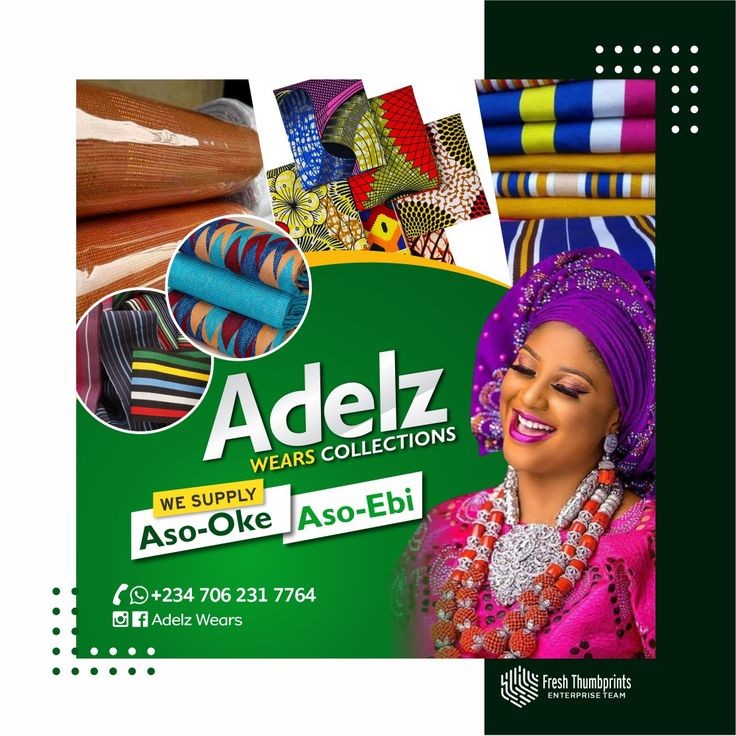 Adelz
WEARS COLLECTIONS
WE SUPPLY
Aso-Oke
Aso-Ebi
+234 706 231 7764
Adelz Wears
Fresh Thumbprints
ENTERPRISE TEAM